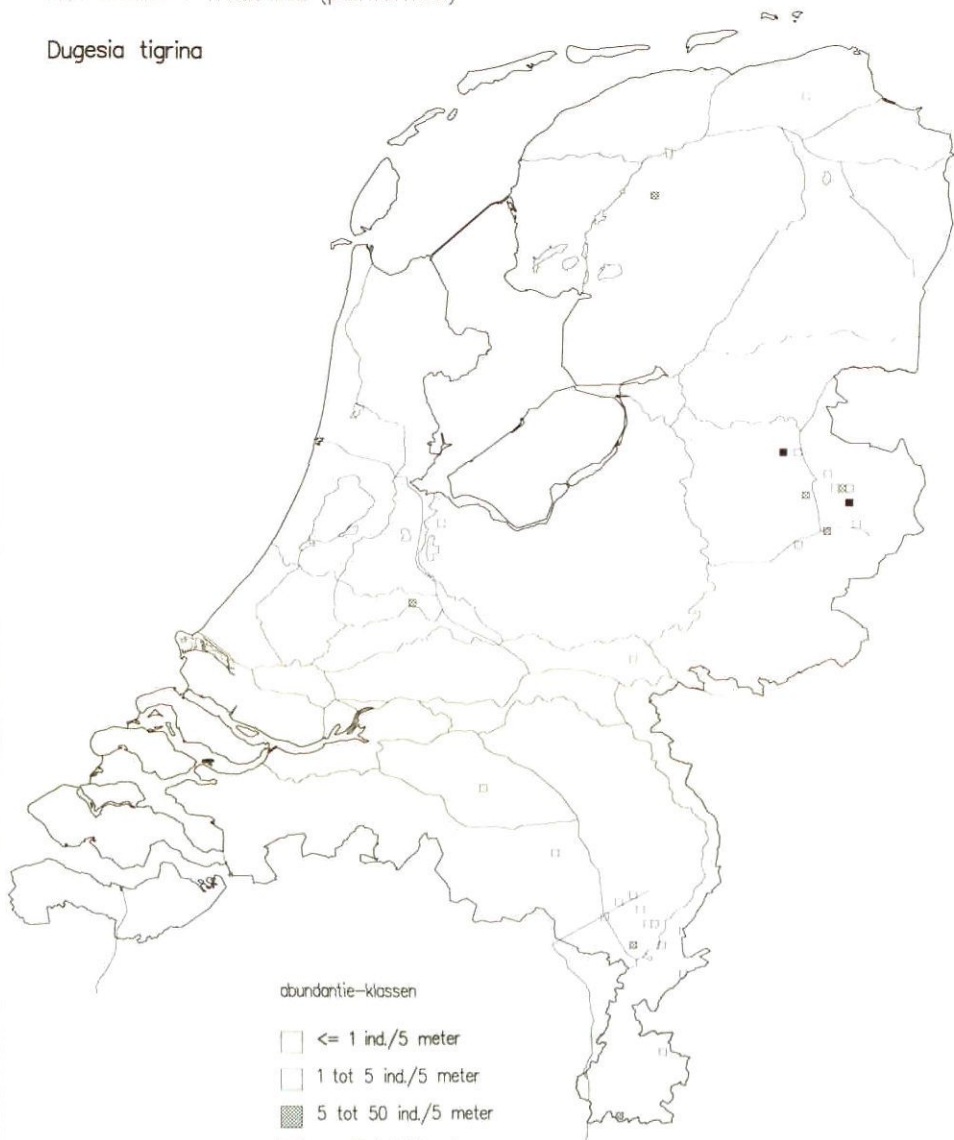 Dugesia tigrina
abundantie-klassen
<= 1 ind./5 meter
1 tot 5 ind./5 meter
5 tot 50 ind./5 meter